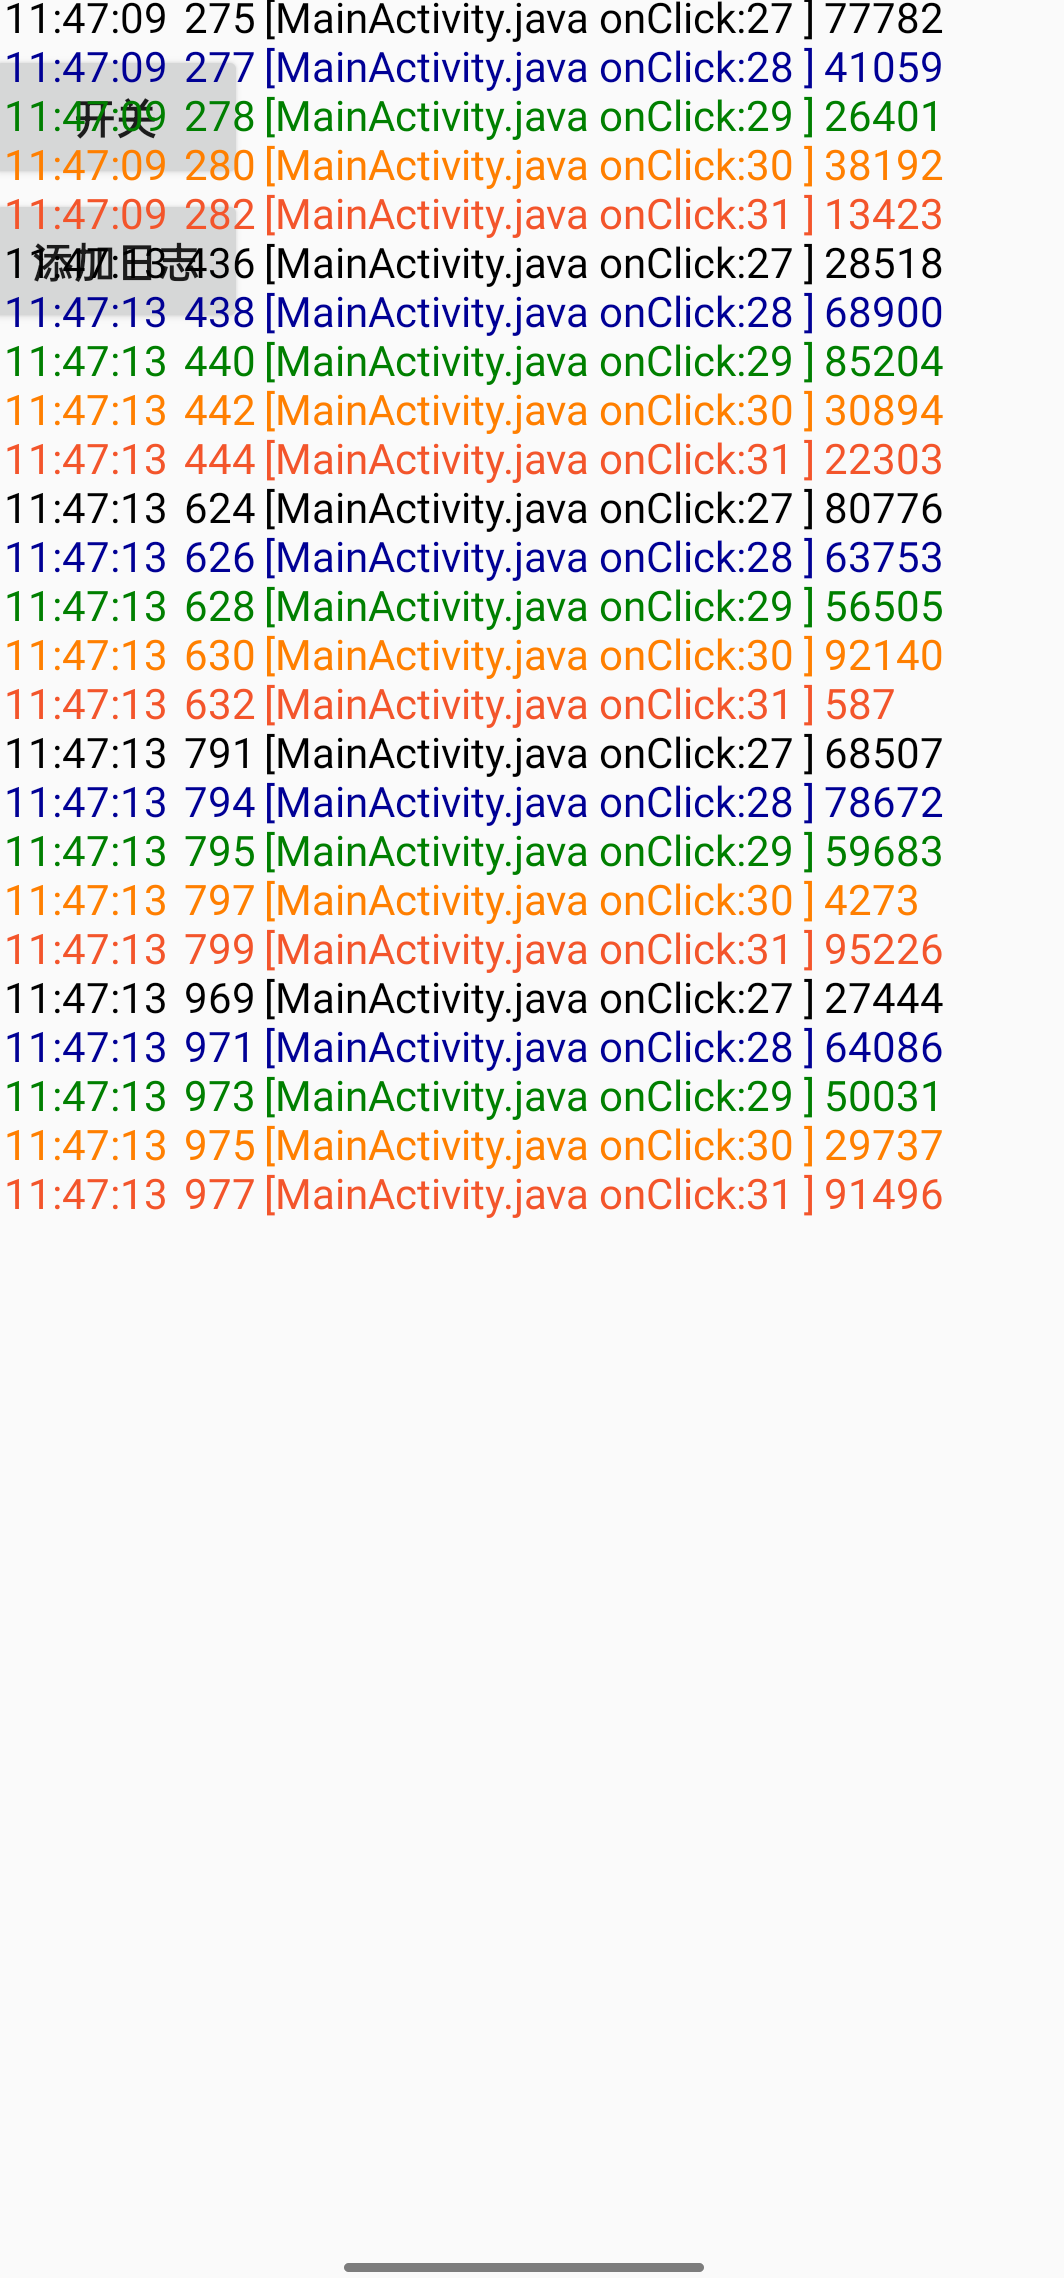 11:47:09 275 [MainActivity.java onClick:27 ] 77782
11:47:09 277 [MainActivity.java onClick:28 ] 41059
11:47:09 278 [MainActivity.java onClick:29 ] 26401
开关
11:47:09 280 [MainActivity.java onClick:30 ] 38192
11:47:09 282 [MainActivity.java onClick:31 ] 13423
11:47:13 436 [MainActivity.java onClick:27 ] 28518
添加日志
11:47:13 438 [MainActivity.java onClick:28 ] 68900
11:47:13 440 [MainActivity.java onClick:29 ] 85204
11:47:13 442 [MainActivity.java onClick:30 ] 30894
11:47:13 444 [MainActivity.java onClick:31 ] 22303
11:47:13 624 [MainActivity.java onClick:27 ] 80776
11:47:13 626 [MainActivity.java onClick:28 ] 63753
11:47:13 628 [MainActivity.java onClick:29 ] 56505
11:47:13 630 [MainActivity.java onClick:30 ] 92140
11:47:13 632 [MainActivity.java onClick:31 ] 587
11:47:13 791 [MainActivity.java onClick:27 ] 68507
11:47:13 794 [MainActivity.java onClick:28 ] 78672
11:47:13 795 [MainActivity.java onClick:29 ] 59683
11:47:13 797 [MainActivity.java onClick:30 ] 4273
11:47:13 799 [MainActivity.java onClick:31 ] 95226
11:47:13 969 [MainActivity.java onClick:27 ] 27444
11:47:13 971 [MainActivity.java onClick:28 ] 64086
11:47:13 973 [MainActivity.java onClick:29 ] 50031
11:47:13 975 [MainActivity.java onClick:30 ] 29737
11:47:13 977 [MainActivity.java onClick:31 ] 91496